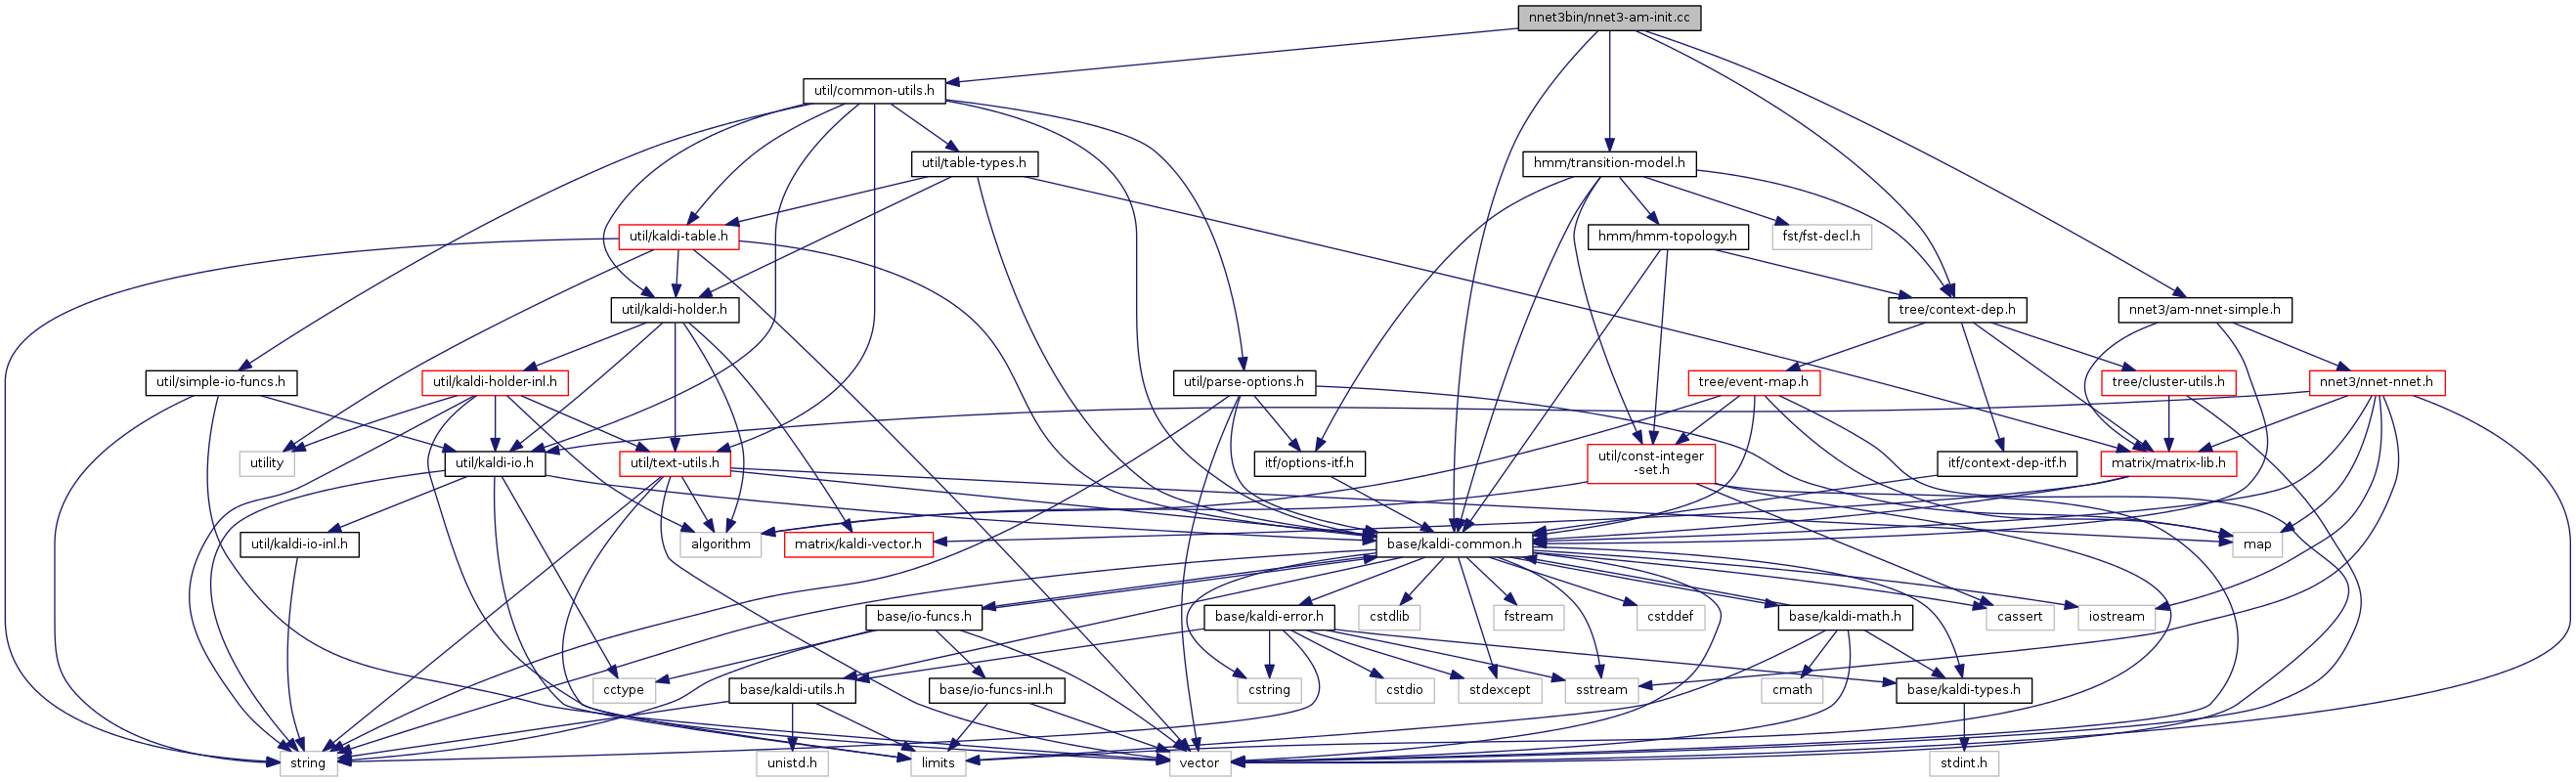 nnet3bin/nnet3-am-init.cc
util/common-utils.h
util/table-types.h
hmm/transition-model.h
util/kaldi-table.h
hmm/hmm-topology.h
fst/fst-decl.h
util/kaldi-holder.h
tree/context-dep.h
nnet3/am-nnet-simple.h
util/simple-io-funcs.h
util/kaldi-holder-inl.h
util/parse-options.h
tree/event-map.h
tree/cluster-utils.h
nnet3/nnet-nnet.h
utility
util/kaldi-io.h
util/text-utils.h
itf/options-itf.h
util/const-integer
-set.h
itf/context-dep-itf.h
matrix/matrix-lib.h
util/kaldi-io-inl.h
algorithm
matrix/kaldi-vector.h
base/kaldi-common.h
map
base/io-funcs.h
base/kaldi-error.h
cstdlib
fstream
cstddef
base/kaldi-math.h
cassert
iostream
cctype
base/kaldi-utils.h
base/io-funcs-inl.h
cstring
cstdio
stdexcept
sstream
cmath
base/kaldi-types.h
string
unistd.h
limits
vector
stdint.h